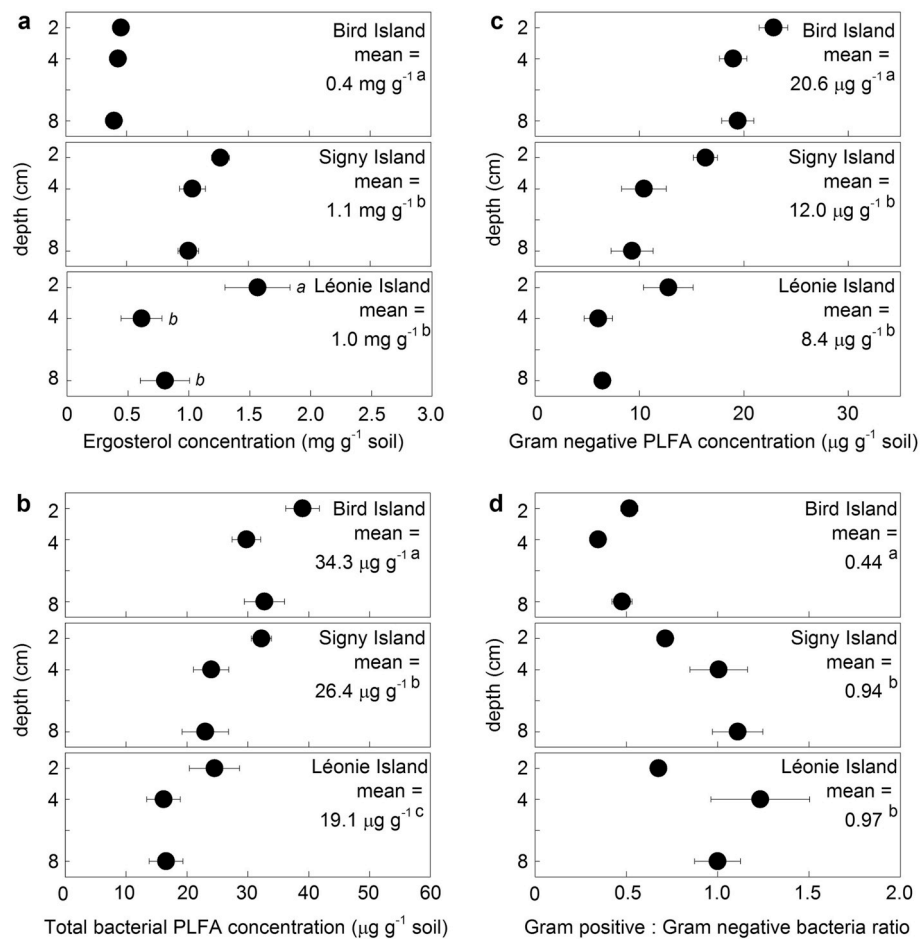 a
2
4
8
Bird Island
mean =
0.4 mg g⁻¹ ᵃ
2
4
8
Signy Island
mean =
1.1 mg g⁻¹ ᵇ
depth (cm)
2
4
8
Léonie Island
mean =
1.0 mg g⁻¹ ᵇ
a
b
b
0 0.5 1.0 1.5 2.0 2.5 3.0
Ergosterol concentration (mg g⁻¹ soil)
c
2
4
8
Bird Island
mean =
20.6 µg g⁻¹ ᵃ
2
4
8
Signy Island
mean =
12.0 µg g⁻¹ ᵇ
depth (cm)
2
4
8
Léonie Island
mean =
8.4 µg g⁻¹ ᵇ
0 10 20 30
Gram negative PLFA concentration (µg g⁻¹ soil)
b
2
4
8
Bird Island
mean =
34.3 µg g⁻¹ ᵃ
2
4
8
Signy Island
mean =
26.4 µg g⁻¹ ᵇ
depth (cm)
2
4
8
Léonie Island
mean =
19.1 µg g⁻¹ ᶜ
0 10 20 30 40 50 60
Total bacterial PLFA concentration (µg g⁻¹ soil)
d
2
4
8
Bird Island
mean =
0.44 ᵃ
2
4
8
Signy Island
mean =
0.94 ᵇ
depth (cm)
2
4
8
Léonie Island
mean =
0.97 ᵇ
0 0.5 1.0 1.5 2.0
Gram positive : Gram negative bacteria ratio